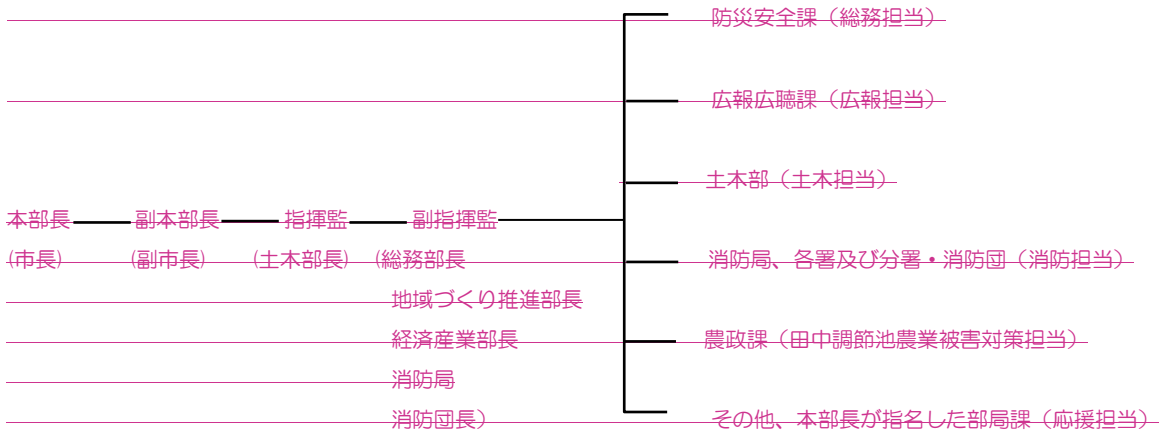 防災安全課（総務担当）
広報広聴課（広報担当）
土木部（土木担当）
本部長 副本部長 指揮監 副指揮監
(市長) (副市長) (土木部長) (総務部長 消防局、各署及び分署・消防団（消防担当）
地域づくり推進部長
経済産業部長 農政課（田中調節池農業被害対策担当）
消防局
消防団長) その他、本部長が指名した部局課（応援担当）